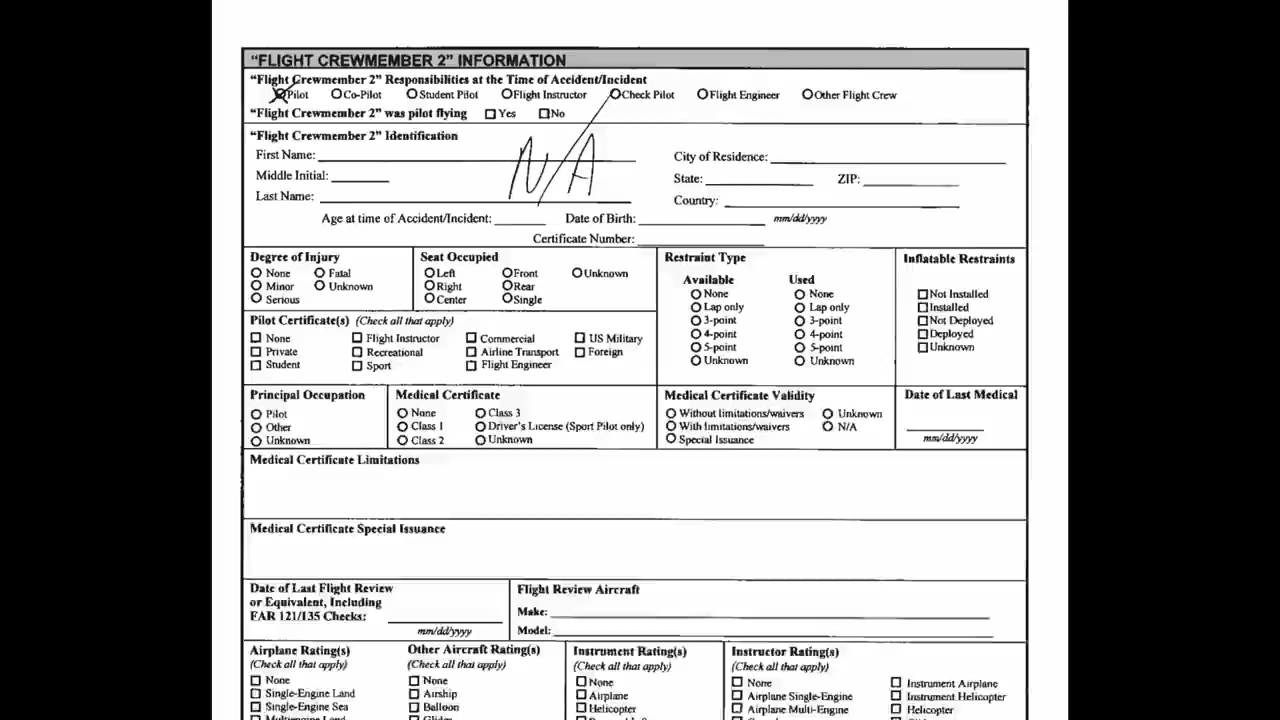 "FLIGHT CREWMEMBER 2" INFORMATION
"Flight Crewmember 2" Responsibilities at the Time of Accident/Incident
Pilot Co-Pilot Student Pilot Flight Instructor Check Pilot Flight Engineer Other Flight Crew
"Flight Crewmember 2" was pilot flying Yes No
"Flight Crewmember 2" Identification
First Name: City of Residence:
N/A
Middle Initial: State: ZIP:
Last Name: Country:
Age at time of Accident/Incident: Date of Birth: mm/dd/yyyy
Certificate Number:
Degree of Injury
None Fatal
Minor Unknown
Serious
Seat Occupied
Left Front Unknown
Right Rear
Center Single
Restraint Type
Available Used
None None
Lap only Lap only
3-point 3-point
4-point 4-point
5-point 5-point
Unknown Unknown
Inflatable Restraints
Not Installed
Installed
Not Deployed
Deployed
Unknown
Pilot Certificate(s) (Check all that apply)
None Flight Instructor Commercial US Military
Private Recreational Airline Transport Foreign
Student Sport Flight Engineer
Principal Occupation
Pilot
Other
Unknown
Medical Certificate
None Class 3
Class 1 Driver's License (Sport Pilot only)
Class 2 Unknown
Medical Certificate Validity
Without limitations/waivers Unknown
With limitations/waivers N/A
Special Issuance
Date of Last Medical
mm/dd/yyyy
Medical Certificate Limitations
Medical Certificate Special Issuance
Date of Last Flight Review
or Equivalent, Including
FAR 121/135 Checks:
mm/dd/yyyy
Flight Review Aircraft
Make:
Model:
Airplane Rating(s)
(Check all that apply)
None
Single-Engine Land
Single-Engine Sea
Multiengine Land
Other Aircraft Rating(s)
(Check all that apply)
None
Airship
Balloon
Glider
Instrument Rating(s)
(Check all that apply)
None
Airplane
Helicopter
Instructor Rating(s)
(Check all that apply)
None Instrument Airplane
Airplane Single-Engine Instrument Helicopter
Airplane Multi-Engine Helicopter